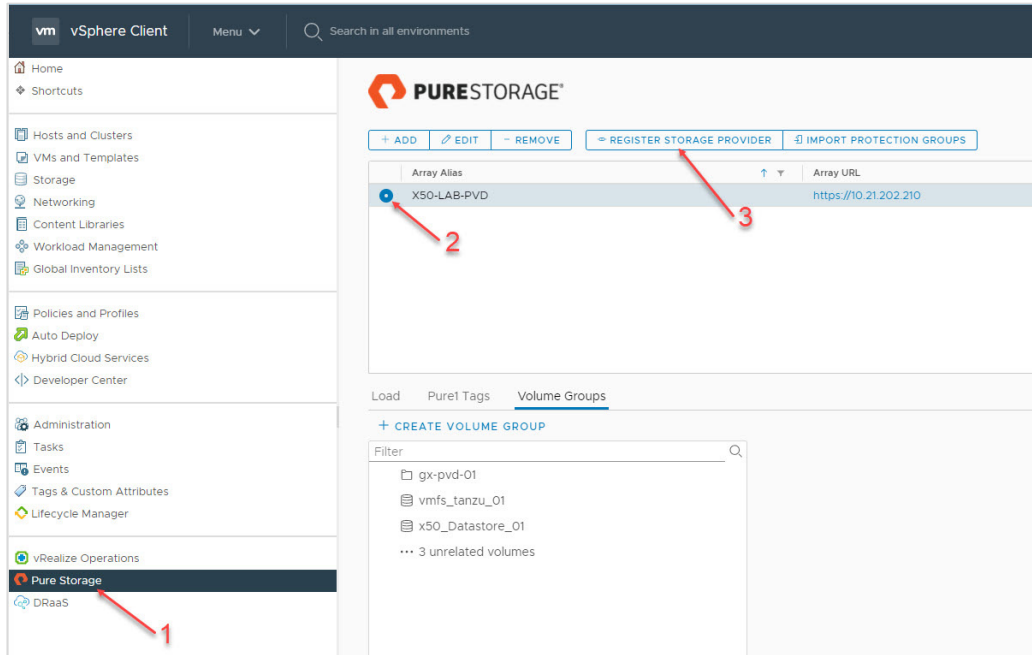 vm vSphere Client Menu Search in all environments
Home
Shortcuts
Hosts and Clusters
VMs and Templates
Storage
Networking
Content Libraries
Workload Management
Global Inventory Lists
Policies and Profiles
Auto Deploy
Hybrid Cloud Services
Developer Center
Administration
Tasks
Events
Tags & Custom Attributes
Lifecycle Manager
vRealize Operations
Pure Storage
DRaaS
1
PURESTORAGE®
+ ADD EDIT − REMOVE REGISTER STORAGE PROVIDER IMPORT PROTECTION GROUPS
Array Alias Array URL
X50-LAB-PVD https://10.21.202.210
2
3
Load Pure1 Tags Volume Groups
+ CREATE VOLUME GROUP
Filter
gx-pvd-01
vmfs_tanzu_01
x50_Datastore_01
··· 3 unrelated volumes